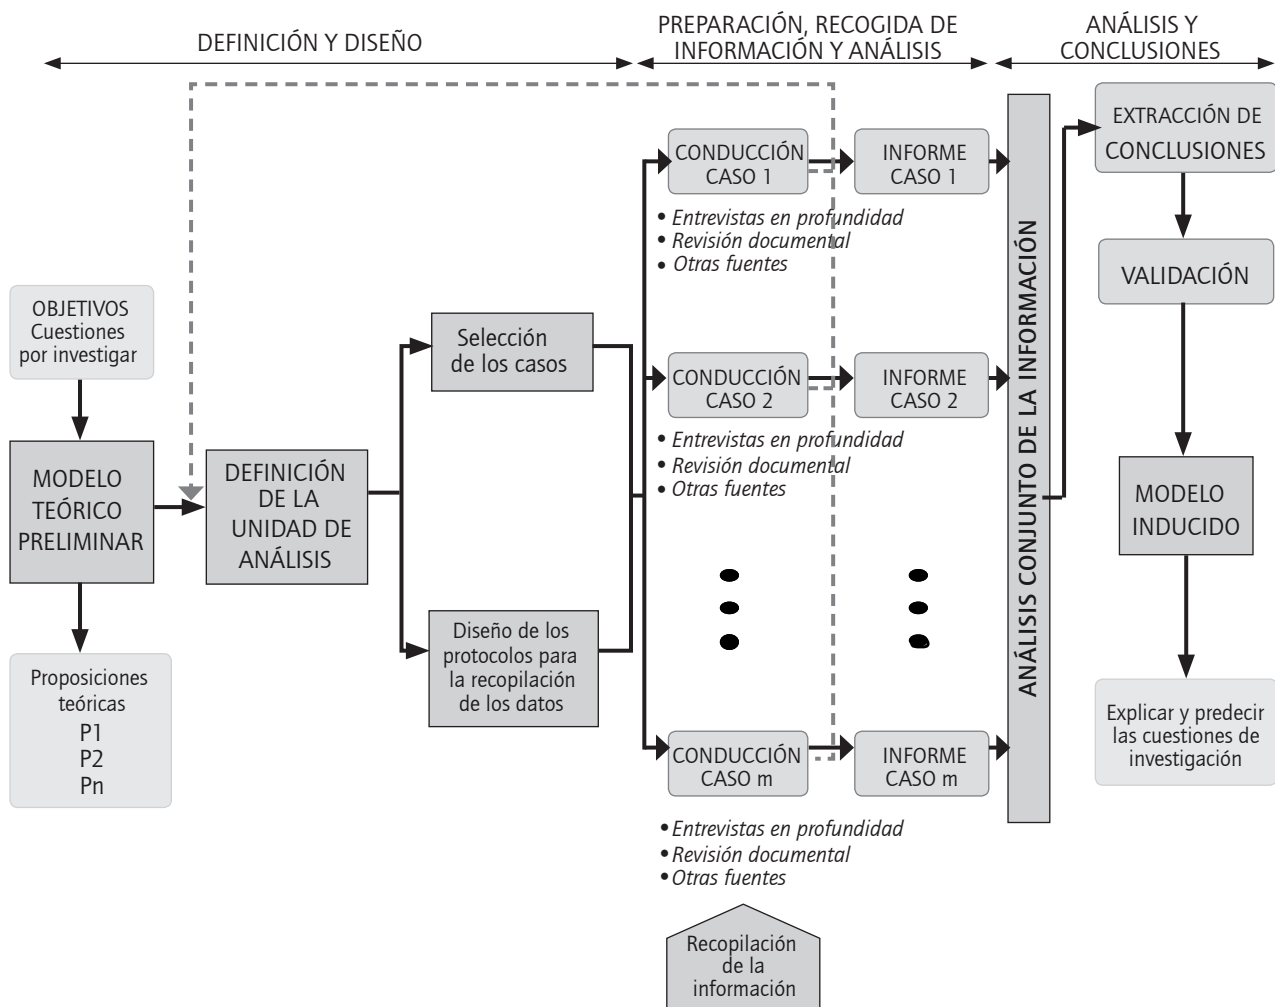 DEFINICIÓN Y DISEÑO
PREPARACIÓN, RECOGIDA DE
INFORMACIÓN Y ANÁLISIS
ANÁLISIS Y
CONCLUSIONES
OBJETIVOS
Cuestiones
por investigar
MODELO
TEÓRICO
PRELIMINAR
Proposiciones
teóricas
P1
P2
Pn
DEFINICIÓN
DE LA
UNIDAD DE
ANÁLISIS
Selección
de los casos
Diseño de los
protocolos para
la recopilación
de los datos
CONDUCCIÓN
CASO 1
INFORME
CASO 1
• Entrevistas en profundidad
• Revisión documental
• Otras fuentes
CONDUCCIÓN
CASO 2
INFORME
CASO 2
• Entrevistas en profundidad
• Revisión documental
• Otras fuentes
CONDUCCIÓN
CASO m
INFORME
CASO m
• Entrevistas en profundidad
• Revisión documental
• Otras fuentes
Recopilación
de la
información
ANÁLISIS CONJUNTO DE LA INFORMACIÓN
EXTRACCIÓN DE
CONCLUSIONES
VALIDACIÓN
MODELO
INDUCIDO
Explicar y predecir
las cuestiones de
investigación